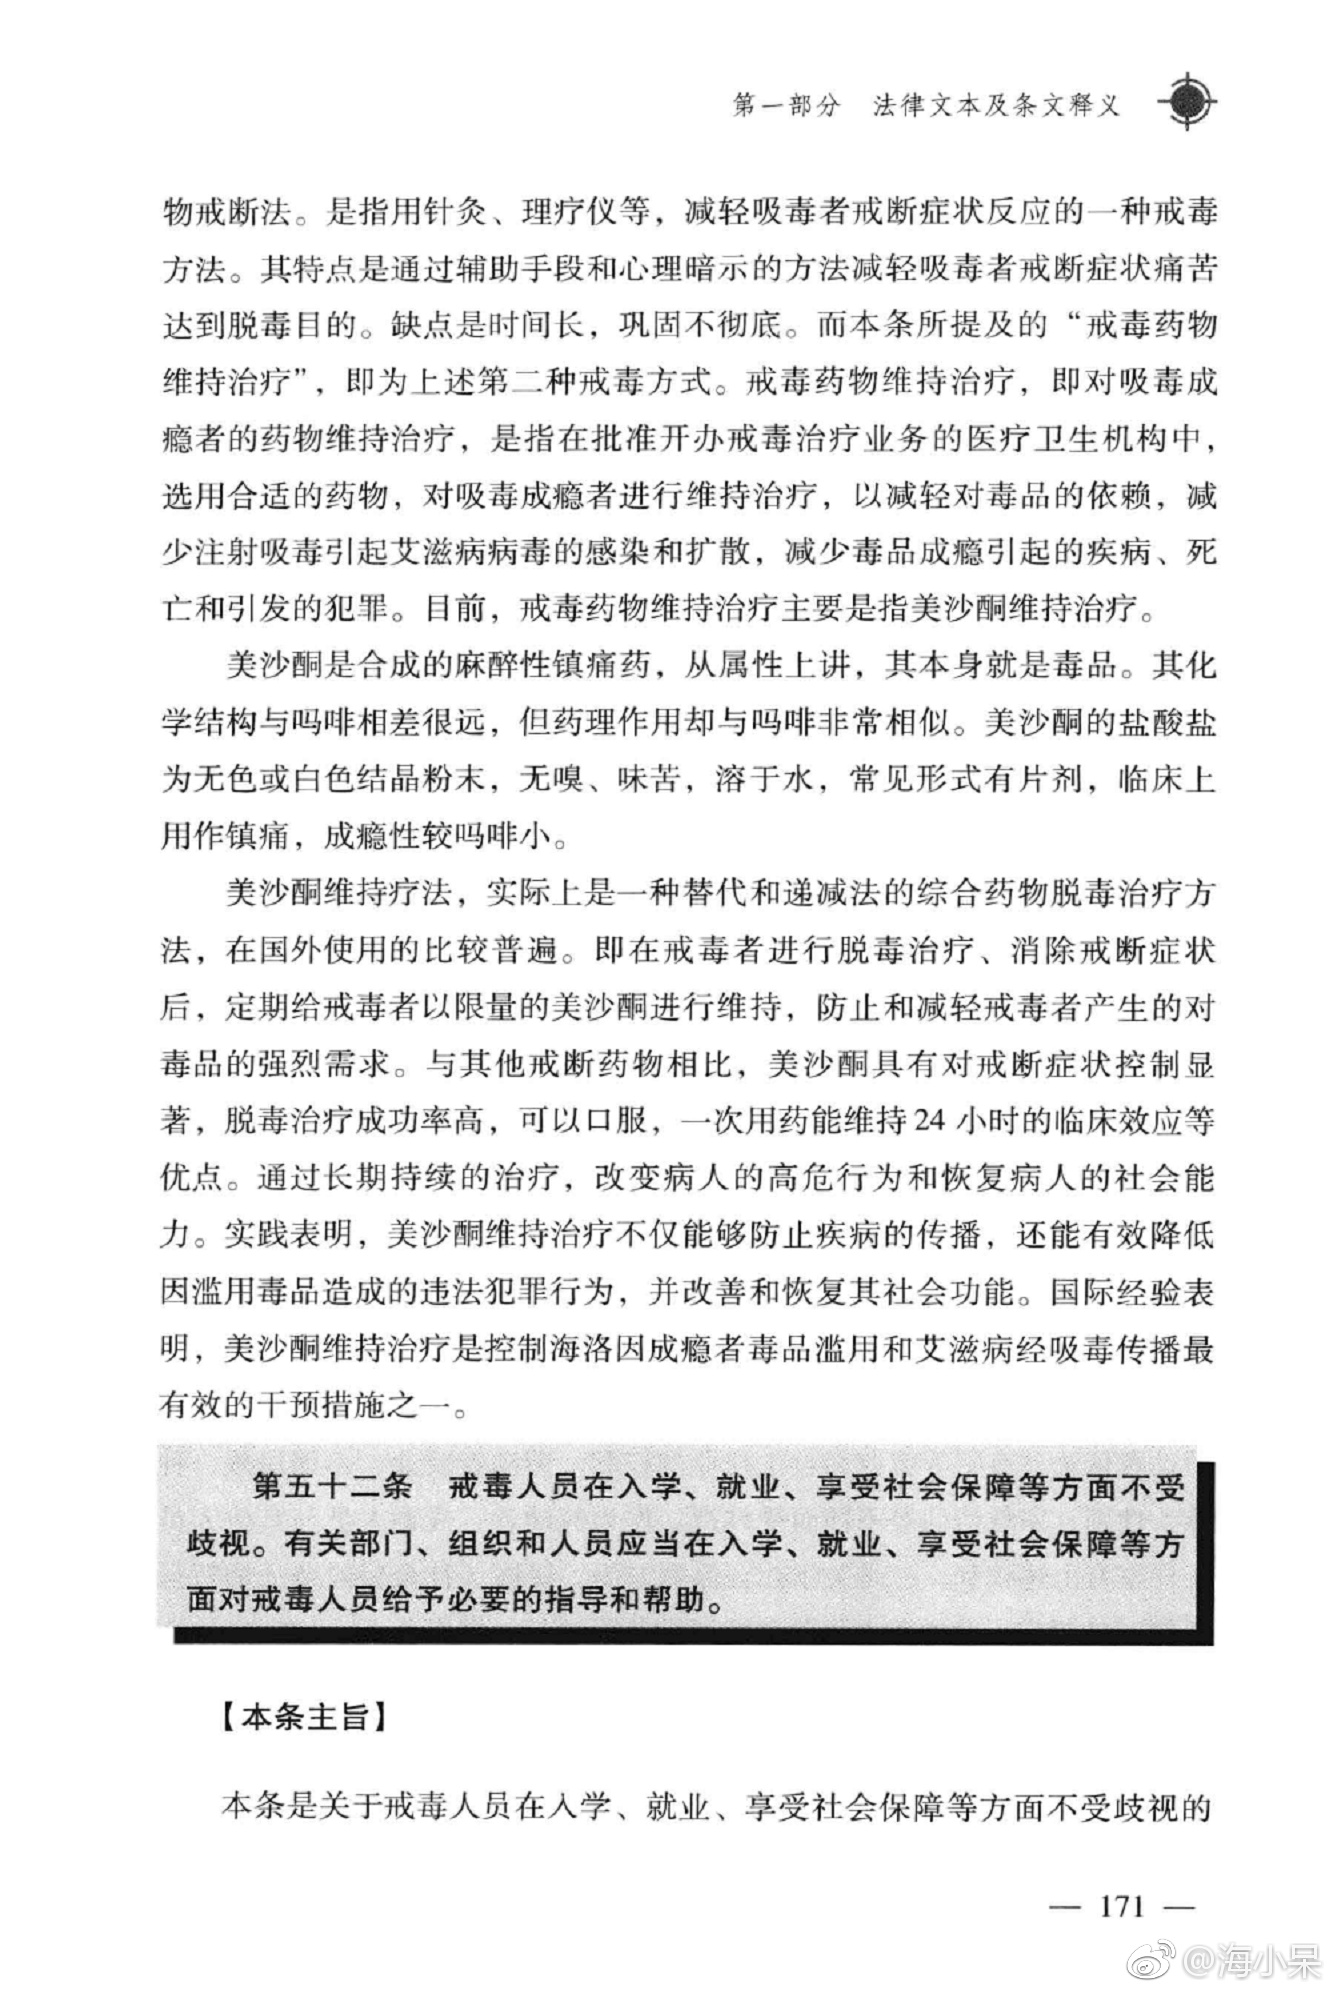 第一部分 法律文本及条文释义
物戒断法。是指用针灸、理疗仪等，减轻吸毒者戒断症状反应的一种戒毒
方法。其特点是通过辅助手段和心理暗示的方法减轻吸毒者戒断症状痛苦
达到脱毒目的。缺点是时间长，巩固不彻底。而本条所提及的“戒毒药物
维持治疗”，即为上述第二种戒毒方式。戒毒药物维持治疗，即对吸毒成
瘾者的药物维持治疗，是指在批准开办戒毒治疗业务的医疗卫生机构中，
选用合适的药物，对吸毒成瘾者进行维持治疗，以减轻对毒品的依赖，减
少注射吸毒引起艾滋病病毒的感染和扩散，减少毒品成瘾引起的疾病、死
亡和引发的犯罪。目前，戒毒药物维持治疗主要是指美沙酮维持治疗。
美沙酮是合成的麻醉性镇痛药，从属性上讲，其本身就是毒品。其化
学结构与吗啡相差很远，但药理作用却与吗啡非常相似。美沙酮的盐酸盐
为无色或白色结晶粉末，无嗅、味苦，溶于水，常见形式有片剂，临床上
用作镇痛，成瘾性较吗啡小。
美沙酮维持疗法，实际上是一种替代和递减法的综合药物脱毒治疗方
法，在国外使用的比较普遍。即在戒毒者进行脱毒治疗、消除戒断症状
后，定期给戒毒者以限量的美沙酮进行维持，防止和减轻戒毒者产生的对
毒品的强烈需求。与其他戒断药物相比，美沙酮具有对戒断症状控制显
著，脱毒治疗成功率高，可以口服，一次用药能维持24 小时的临床效应等
优点。通过长期持续的治疗，改变病人的高危行为和恢复病人的社会能
力。实践表明，美沙酮维持治疗不仅能够防止疾病的传播，还能有效降低
因滥用毒品造成的违法犯罪行为，并改善和恢复其社会功能。国际经验表
明，美沙酮维持治疗是控制海洛因成瘾者毒品滥用和艾滋病经吸毒传播最
有效的干预措施之一。
第五十二条 戒毒人员在入学、就业、享受社会保障等方面不受
歧视。有关部门、组织和人员应当在入学、就业、享受社会保障等方
面对戒毒人员给予必要的指导和帮助。
【本条主旨】
本条是关于戒毒人员在入学、就业、享受社会保障等方面不受歧视的
— 171 —
@海小呆